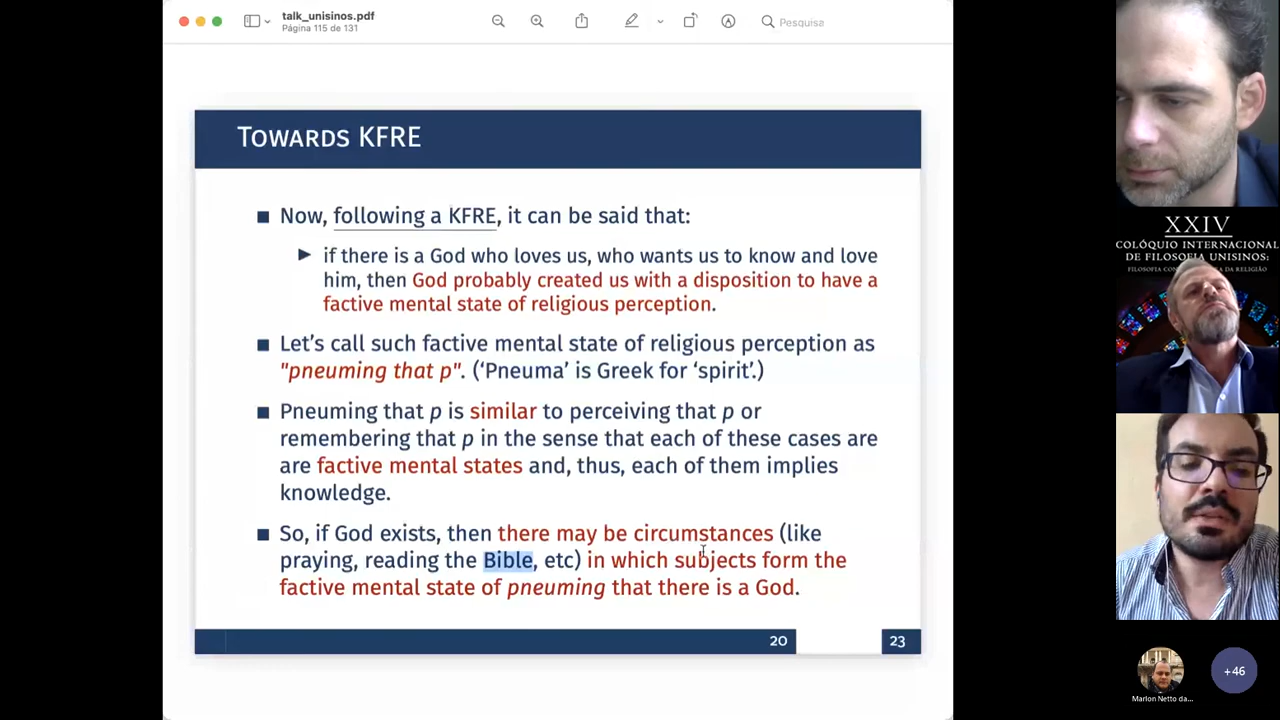 talk_unisinos.pdf
Página 115 de 131
Pesquisa
Towards KFRE
Now, following a KFRE, it can be said that:
if there is a God who loves us, who wants us to know and love
him, then God probably created us with a disposition to have a
factive mental state of religious perception.
Let's call such factive mental state of religious perception as
"pneuming that p". ('Pneuma' is Greek for 'spirit'.)
Pneuming that p is similar to perceiving that p or
remembering that p in the sense that each of these cases are
are factive mental states and, thus, each of them implies
knowledge.
So, if God exists, then there may be circumstances (like
praying, reading the Bible, etc) in which subjects form the
factive mental state of pneuming that there is a God.
20
23
XXIV
COLÓQUIO INTERNACIONAL
DE FILOSOFIA UNISINOS:
Marlon Netto da...
+46